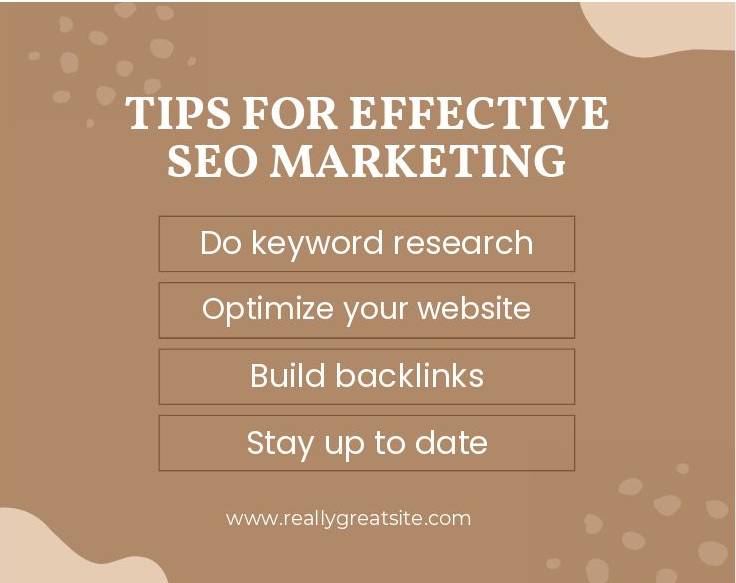 TIPS FOR EFFECTIVE
SEO MARKETING
Do keyword research
Optimize your website
Build backlinks
Stay up to date
www.reallygreatsite.com